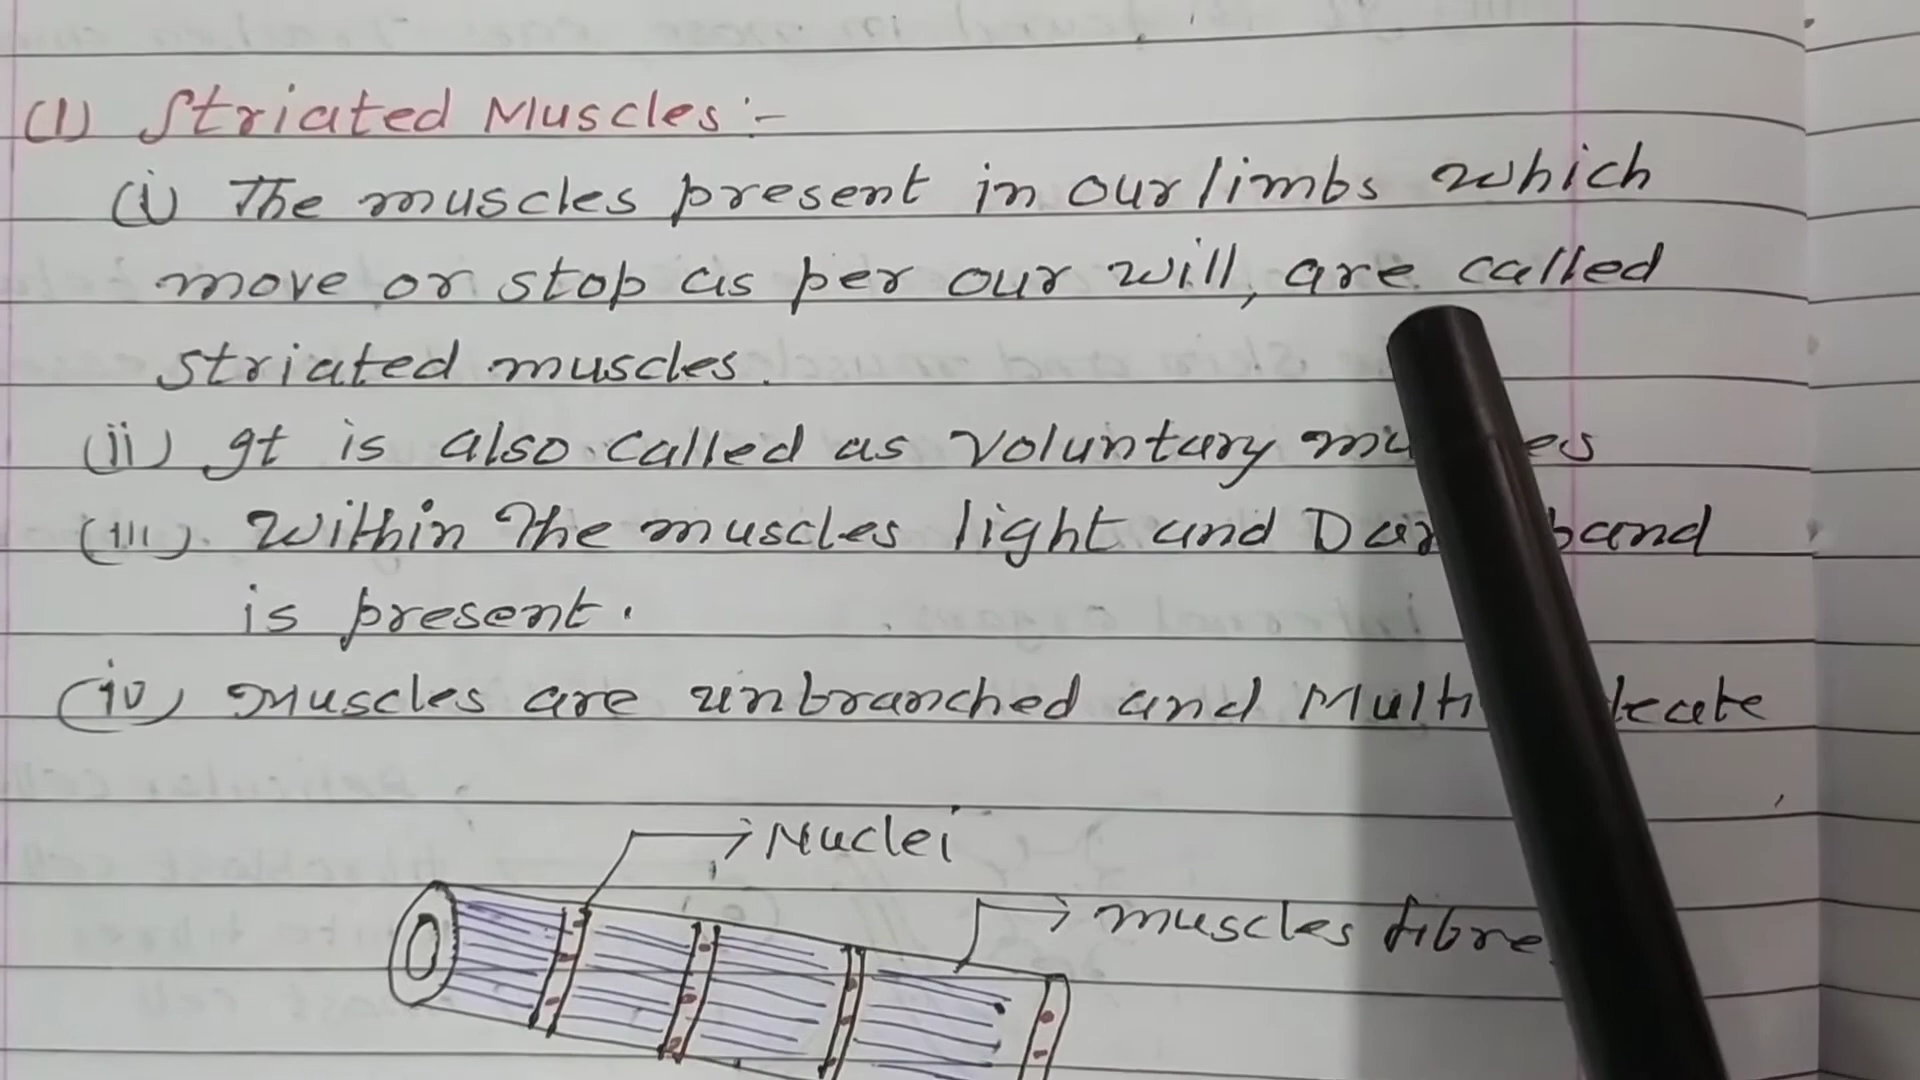 (1) Striated Muscles :-
(i) The muscles present in our limbs which
move or stop as per our will, are called
striated muscles.
(ii) It is also called as Voluntary
(iii) Within the muscles light and band
is present.
(iv) Muscles are unbranched and
Nuclei
muscles fibre